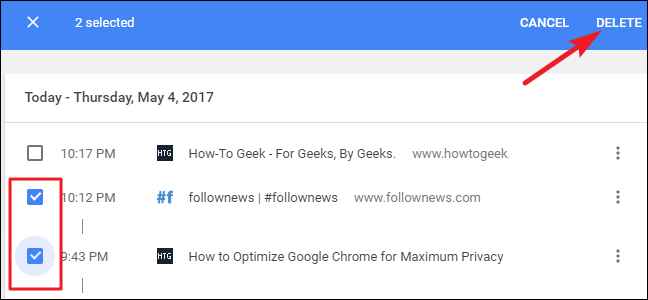 2 selected CANCEL DELETE
Today - Thursday, May 4, 2017
10:17 PM HTG How-To Geek - For Geeks, By Geeks. www.howtogeek.
10:12 PM #f follownews | #follownews www.follownews.com
9:43 PM HTG How to Optimize Google Chrome for Maximum Privacy